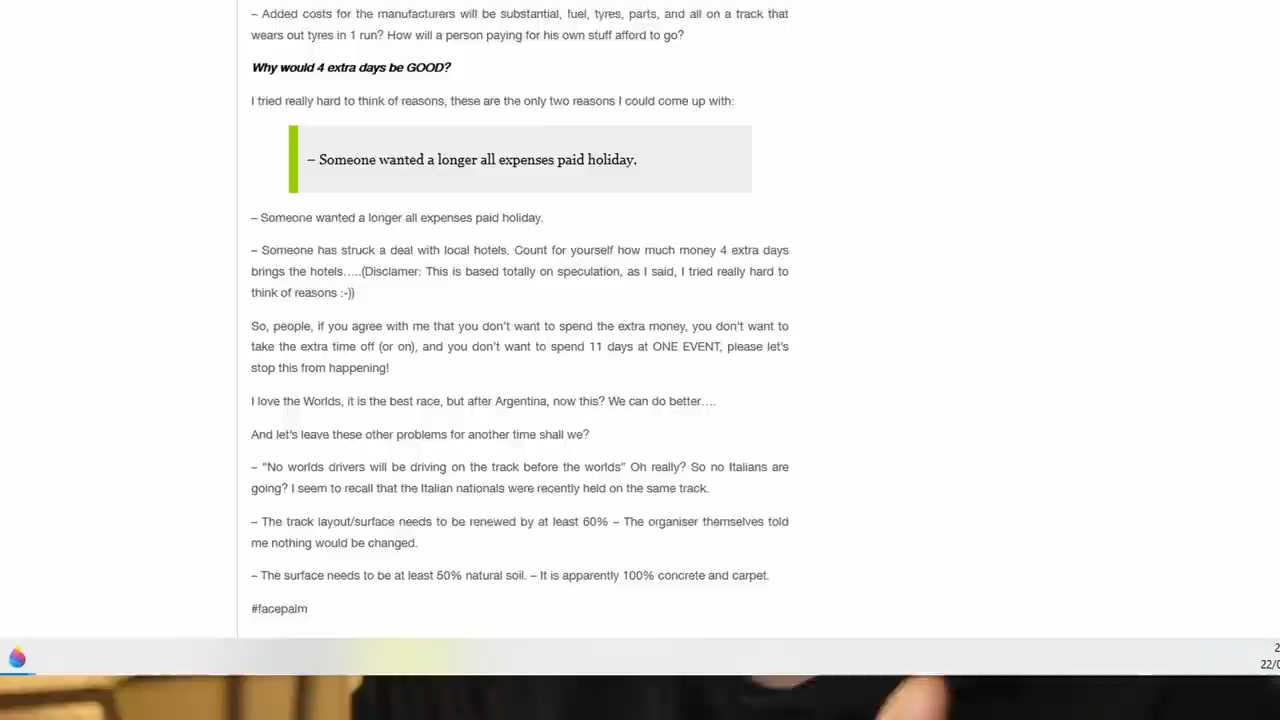 – Added costs for the manufacturers will be substantial, fuel, tyres, parts, and all on a track that
wears out tyres in 1 run? How will a person paying for his own stuff afford to go?
Why would 4 extra days be GOOD?
I tried really hard to think of reasons, these are the only two reasons I could come up with:
– Someone wanted a longer all expenses paid holiday.
– Someone wanted a longer all expenses paid holiday.
– Someone has struck a deal with local hotels. Count for yourself how much money 4 extra days
brings the hotels…..(Disclamer: This is based totally on speculation, as I said, I tried really hard to
think of reasons :-))
So, people, if you agree with me that you don't want to spend the extra money, you don't want to
take the extra time off (or on), and you don't want to spend 11 days at ONE EVENT, please let's
stop this from happening!
I love the Worlds, it is the best race, but after Argentina, now this? We can do better….
And let's leave these other problems for another time shall we?
– "No worlds drivers will be driving on the track before the worlds" Oh really? So no Italians are
going? I seem to recall that the Italian nationals were recently held on the same track.
– The track layout/surface needs to be renewed by at least 60% – The organiser themselves told
me nothing would be changed.
– The surface needs to be at least 50% natural soil. – It is apparently 100% concrete and carpet.
#facepalm